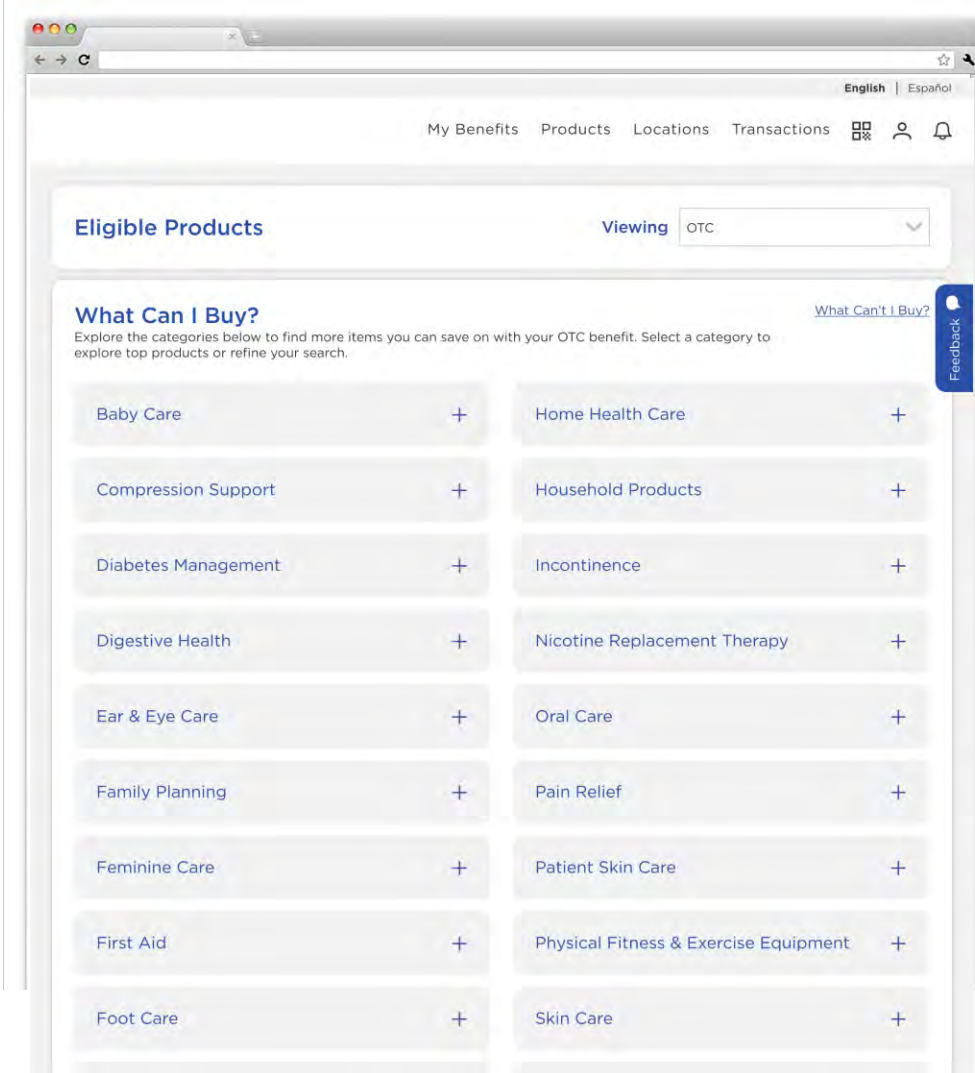 English | Español
My Benefits Products Locations Transactions
Eligible Products
Viewing OTC
What Can I Buy?
What Can't I Buy?
Explore the categories below to find more items you can save on with your OTC benefit. Select a category to
explore top products or refine your search.
Feedback
Baby Care +
Home Health Care +
Compression Support +
Household Products +
Diabetes Management +
Incontinence +
Digestive Health +
Nicotine Replacement Therapy +
Ear & Eye Care +
Oral Care +
Family Planning +
Pain Relief +
Feminine Care +
Patient Skin Care +
First Aid +
Physical Fitness & Exercise Equipment +
Foot Care +
Skin Care +